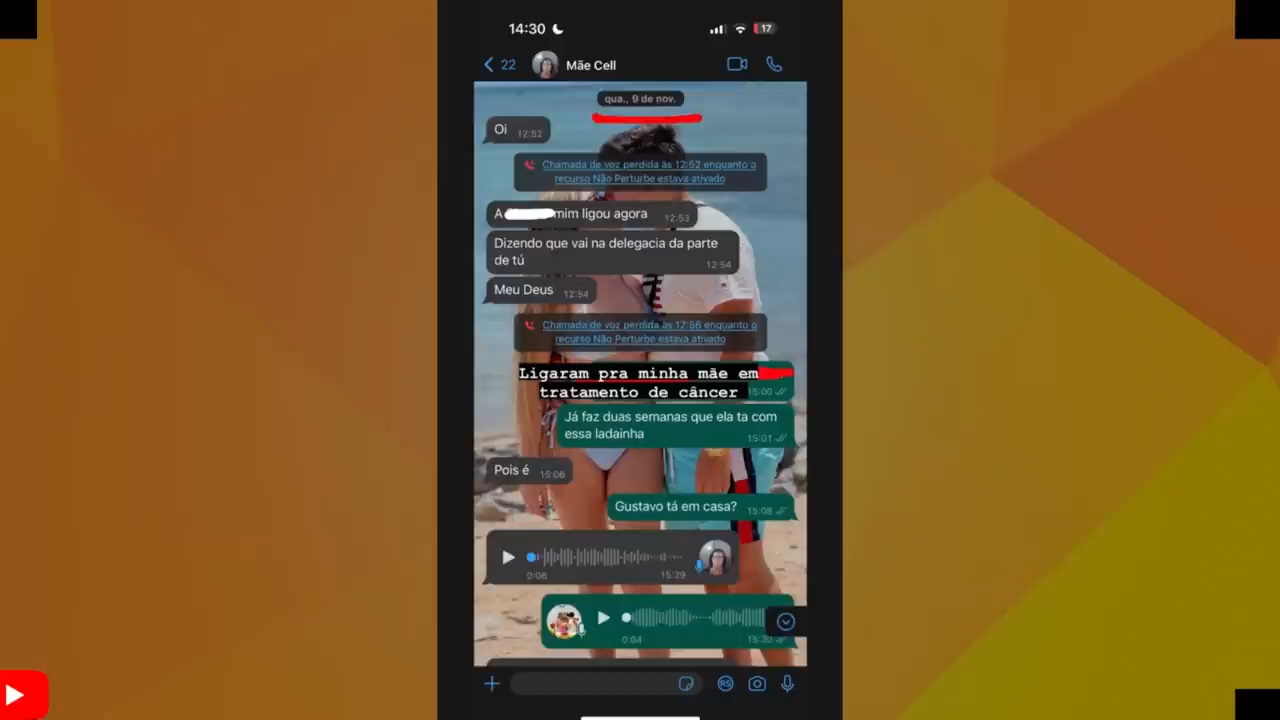 14:30
17
22
Mãe Cell
qua., 9 de nov.
Oi 12:52
Chamada de voz perdida às 12:52 enquanto o
recurso Não Perturbe estava ativado
A mim ligou agora 12:53
Dizendo que vai na delegacia da parte
de tú 12:54
Meu Deus 12:54
Chamada de voz perdida às 12:56 enquanto o
recurso Não Perturbe estava ativado
Ligaram pra minha mãe em
tratamento de câncer 15:00
Já faz duas semanas que ela ta com
essa ladainha 15:01
Pois é 15:06
Gustavo tá em casa? 15:08
0:06 15:29
0:04
RS